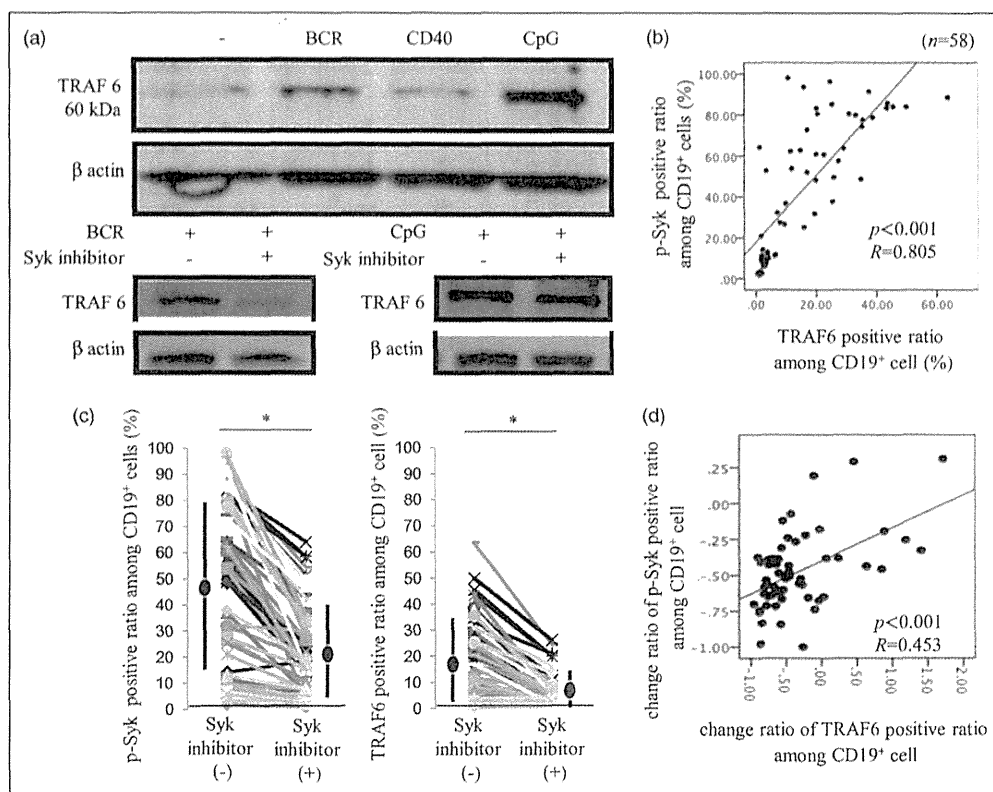 (a)
- BCR CD40 CpG
TRAF 6
60 kDa
β actin
BCR + +
Syk inhibitor - +
TRAF 6
β actin
CpG + +
Syk inhibitor - +
TRAF 6
β actin
(b)
(n=58)
p-Syk positive ratio
among CD19+ cells (%)
100.00
80.00
60.00
40.00
20.00
.00
.00 20.00 40.00 60.00
p<0.001
R=0.805
TRAF6 positive ratio
among CD19+ cell (%)
(c)
p-Syk positive ratio among CD19+ cells (%)
*
100
90
80
70
60
50
40
30
20
10
0
Syk
inhibitor
(-)
Syk
inhibitor
(+)
TRAF6 positive ratio among CD19+ cell (%)
*
100
90
80
70
60
50
40
30
20
10
0
Syk
inhibitor
(-)
Syk
inhibitor
(+)
(d)
change ratio of p-Syk positive ratio
among CD19+ cell
.25
.00
-.25
-.50
-.75
-1.00
-1.00 -.50 .00 .50 1.00 1.50 2.00
p<0.001
R=0.453
change ratio of TRAF6 positive ratio
among CD19+ cell